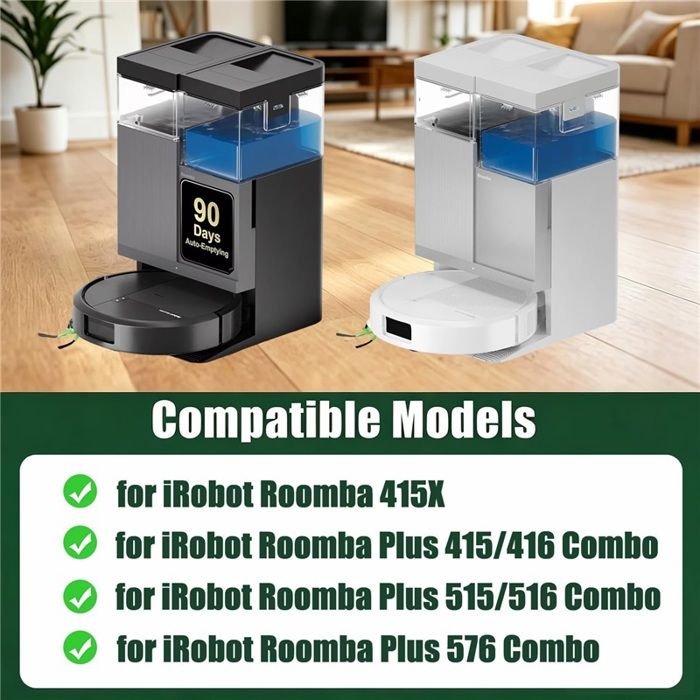 90
Days
Auto-Emptying
Compatible Models
for iRobot Roomba 415X
for iRobot Roomba Plus 415/416 Combo
for iRobot Roomba Plus 515/516 Combo
for iRobot Roomba Plus 576 Combo